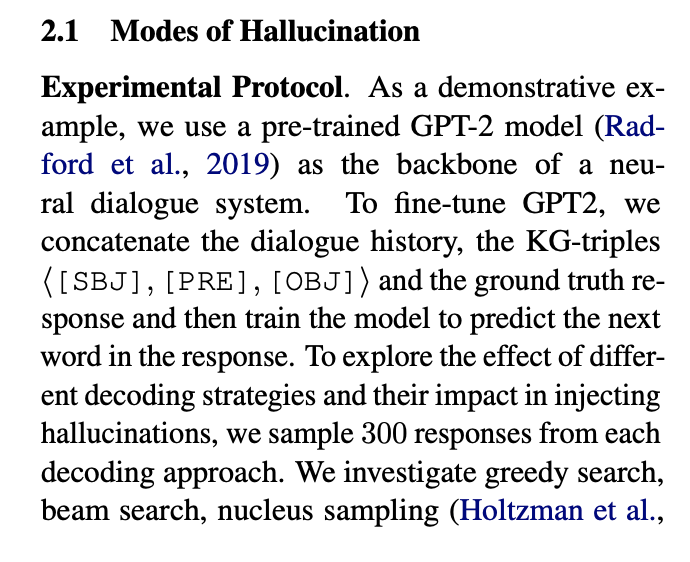 2.1 Modes of Hallucination
Experimental Protocol. As a demonstrative ex-
ample, we use a pre-trained GPT-2 model (Rad-
ford et al., 2019) as the backbone of a neu-
ral dialogue system. To fine-tune GPT2, we
concatenate the dialogue history, the KG-triples
⟨[SBJ], [PRE], [OBJ]⟩ and the ground truth re-
sponse and then train the model to predict the next
word in the response. To explore the effect of differ-
ent decoding strategies and their impact in injecting
hallucinations, we sample 300 responses from each
decoding approach. We investigate greedy search,
beam search, nucleus sampling (Holtzman et al.,